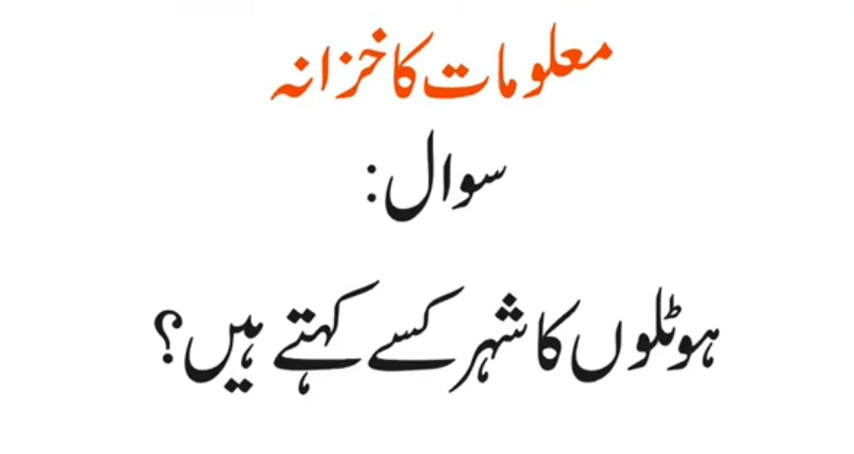 معلومات کا خزانہ
سوال:
ہوٹلوں کا شہر کسے کہتے ہیں؟